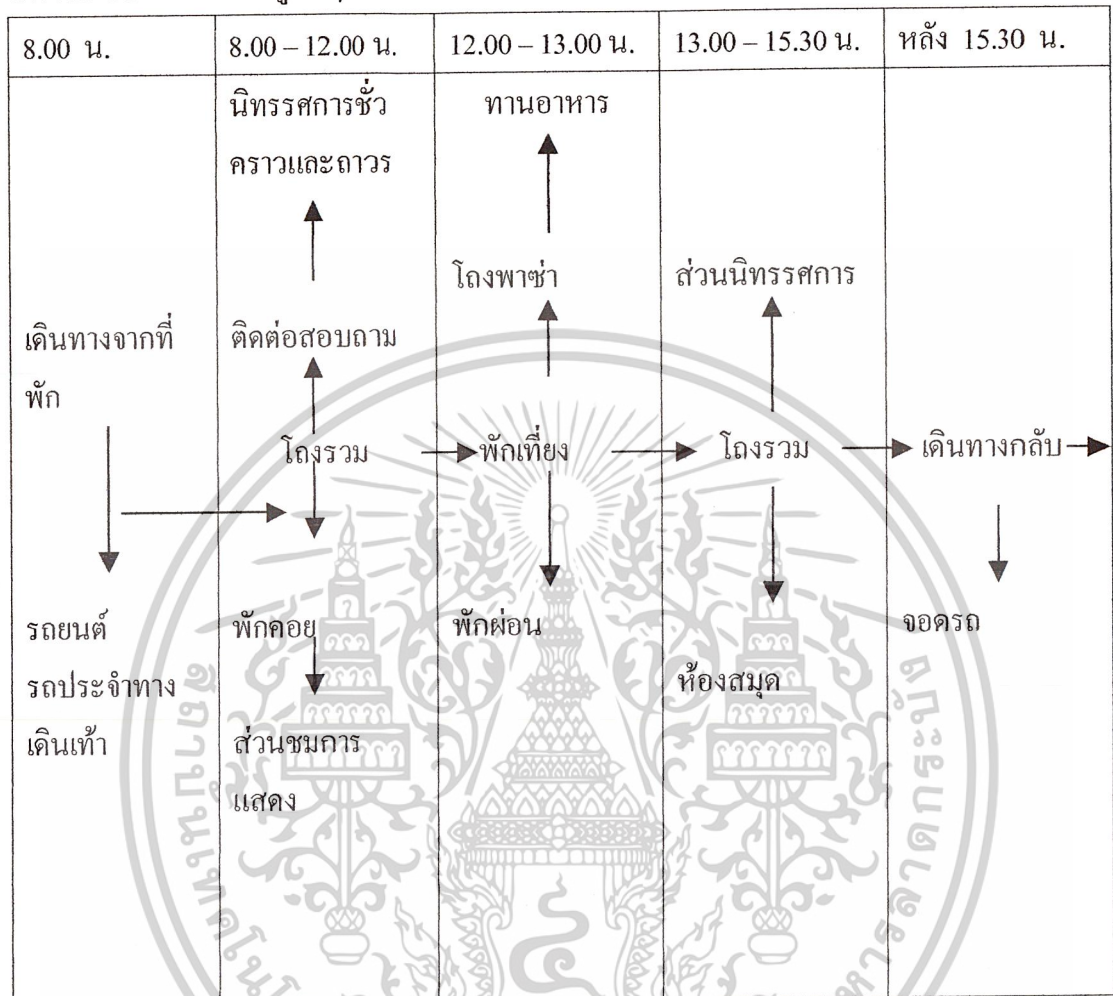 8.00 น.
8.00 – 12.00 น.
12.00 – 13.00 น.
13.00 – 15.30 น.
หลัง 15.30 น.
นิทรรศการชั่ว
คราวและถาวร
ทานอาหาร
โถงพาซ่า
ส่วนนิทรรศการ
เดินทางจากที่
พัก
ติดต่อสอบถาม
โถงรวม
พักเที่ยง
โถงรวม
เดินทางกลับ
รถยนต์
รถประจำทาง
เดินเท้า
พักคอย
ส่วนชมการ
แสดง
พักผ่อน
ห้องสมุด
จอดรถ